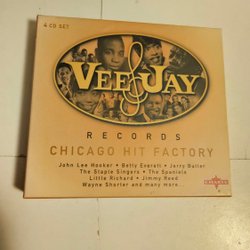 4 CD SET
VEE & JAY
RECORDS
CHICAGO HIT FACTORY
John Lee Hooker • Betty Everett • Jerry Butler
The Staple Singers • The Spaniels
Little Richard • Jimmy Reed
Wayne Shorter and many more...
CHARLY